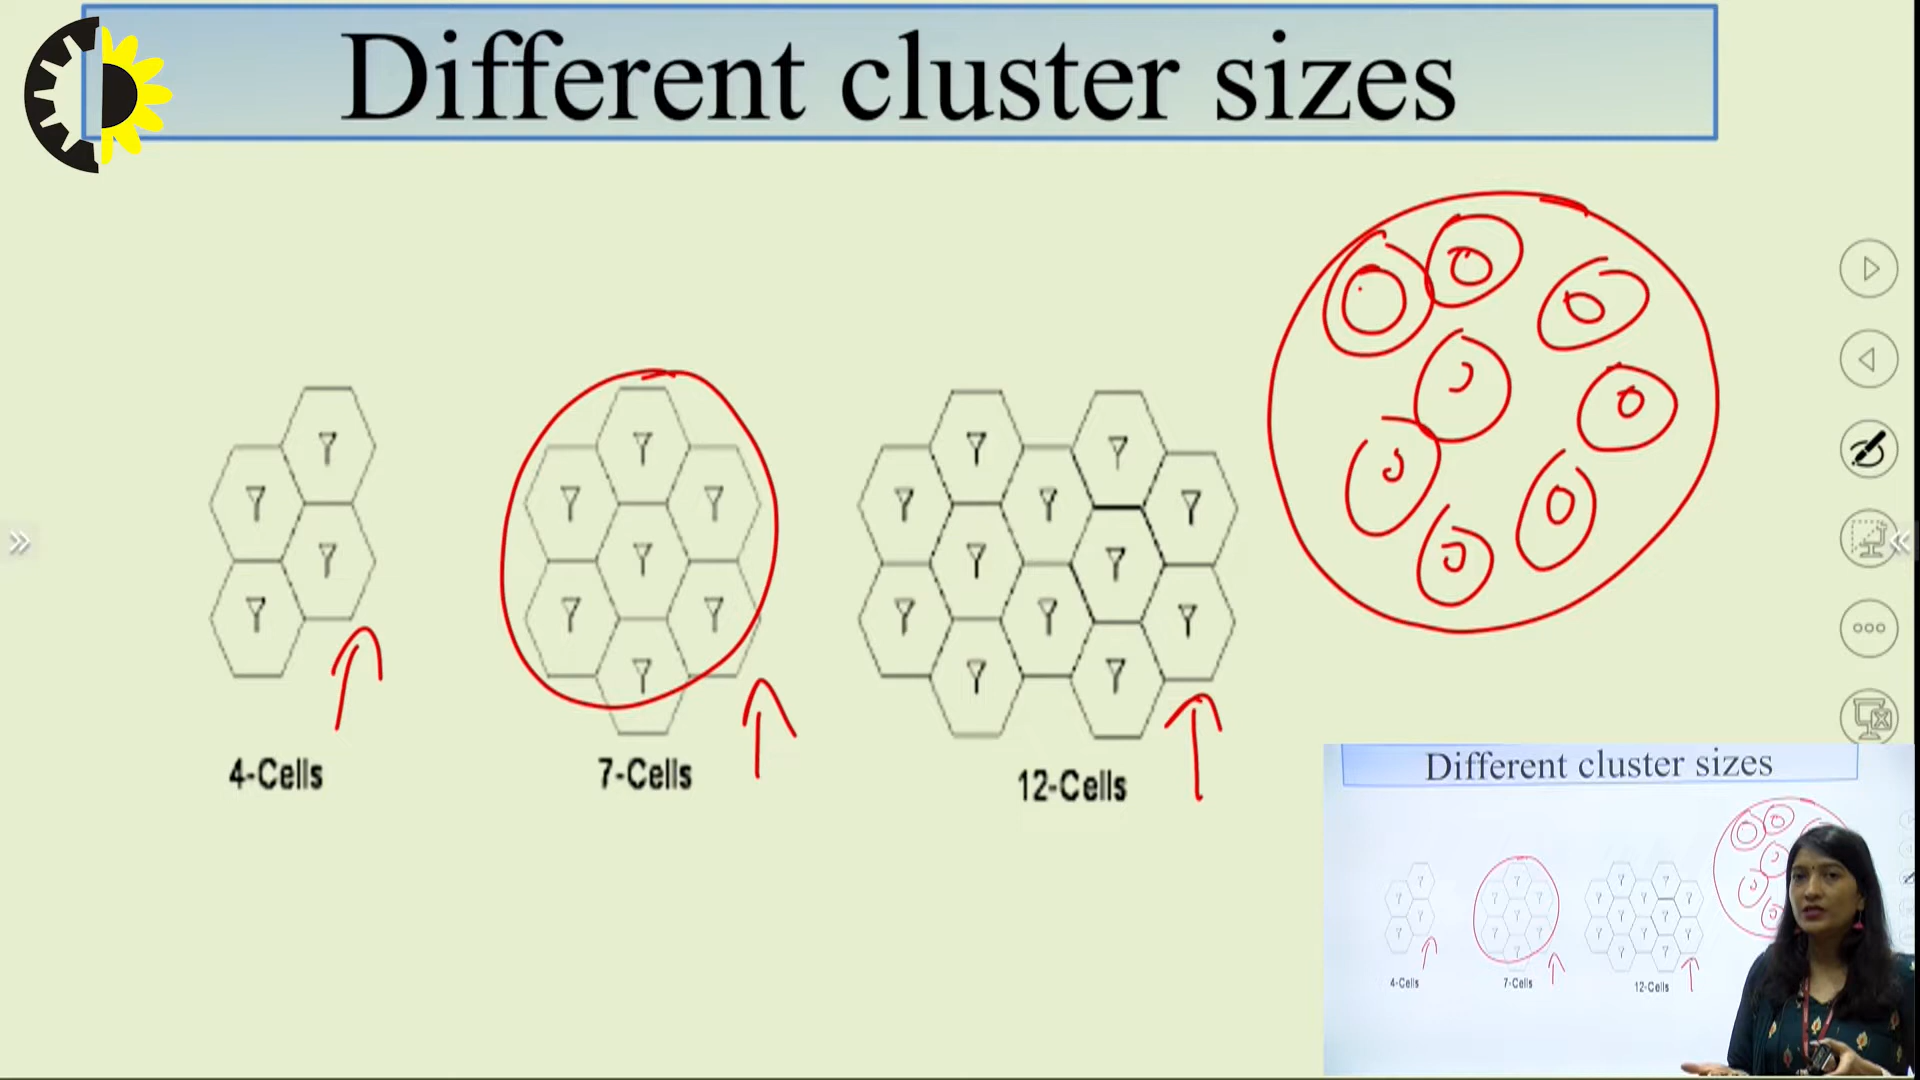 Different cluster sizes
4-Cells
7-Cells
12-Cells
Different cluster sizes
4-Cells
7-Cells
12-Cells